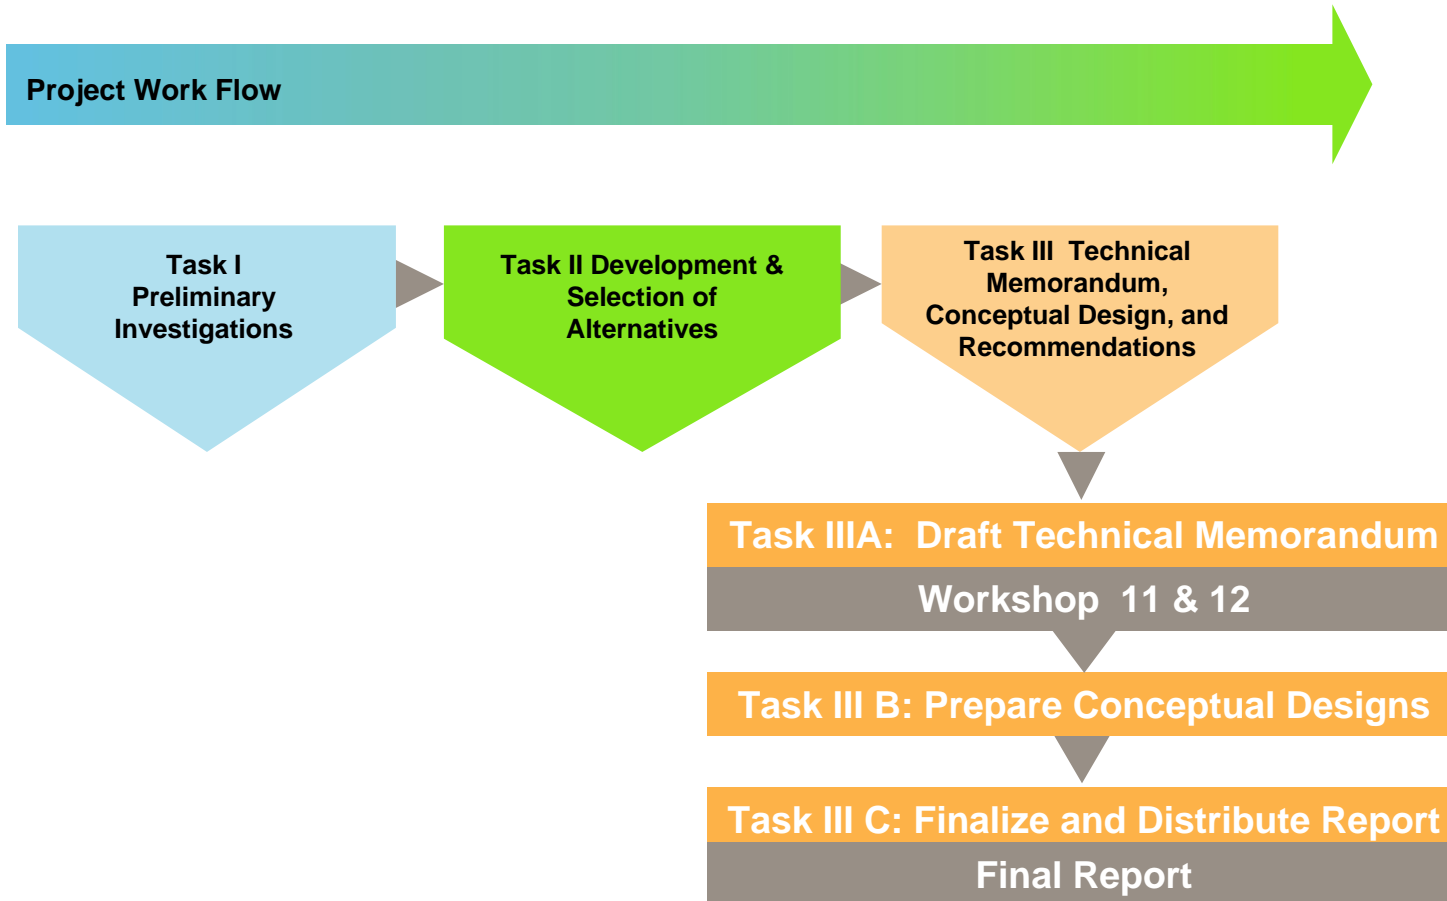 Project Work Flow
Task I
Preliminary
Investigations
Task II Development &
Selection of
Alternatives
Task III  Technical
Memorandum,
Conceptual Design, and
Recommendations
Task IIIA:  Draft Technical Memorandum
Workshop  11 & 12
Task III B: Prepare Conceptual Designs
Task III C: Finalize and Distribute Report
Final Report